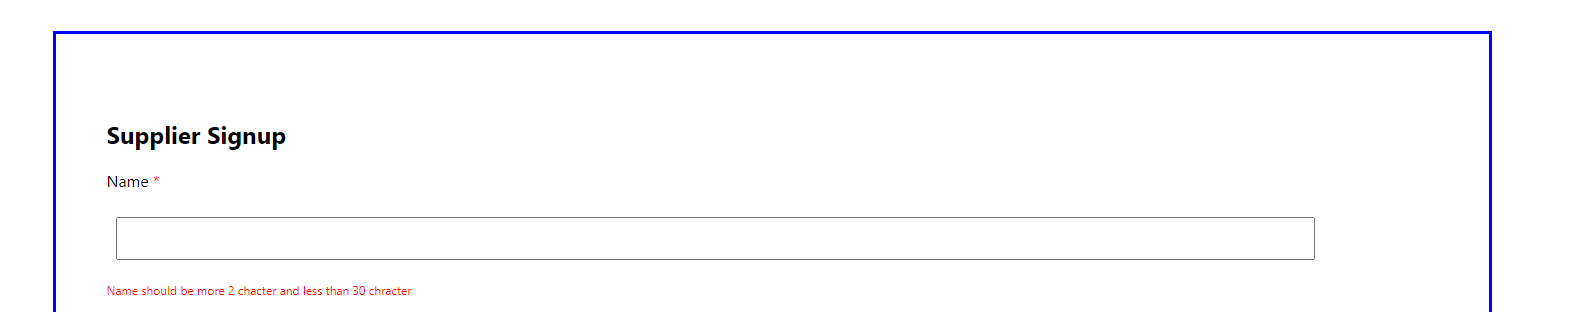 Supplier Signup
Name *
Name should be more 2 chacter and less than 30 chracter